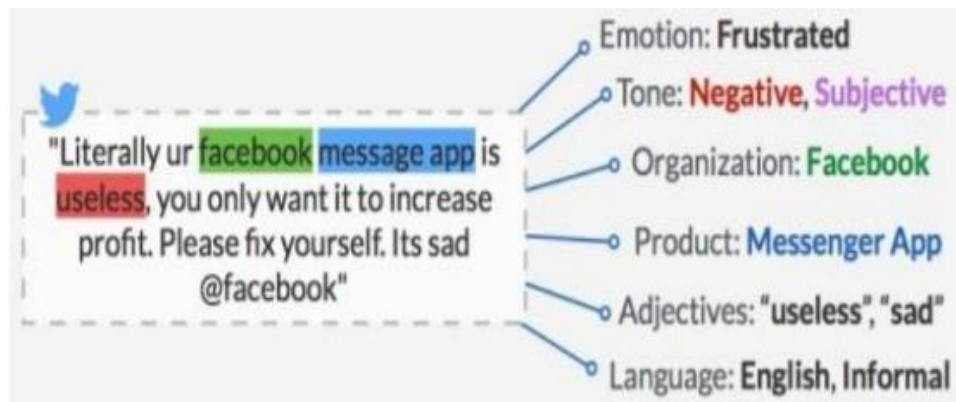 Emotion: Frustrated
Tone: Negative, Subjective
"Literally ur facebook message app is
useless, you only want it to increase
profit. Please fix yourself. Its sad
@facebook"
Organization: Facebook
Product: Messenger App
Adjectives: “useless”, “sad”
Language: English, Informal